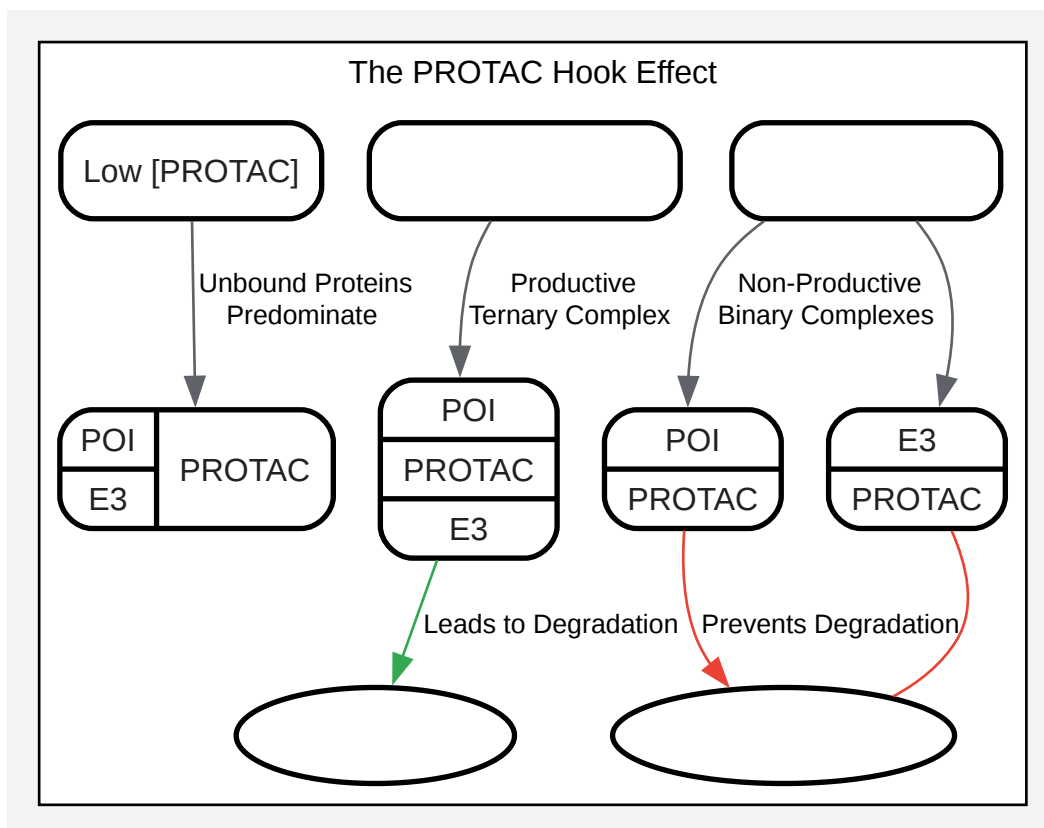 The PROTAC Hook Effect
Low [PROTAC]
Unbound Proteins
Predominate
Productive
Ternary Complex
Non-Productive
Binary Complexes
POI
E3
PROTAC
POI
PROTAC
E3
POI
PROTAC
E3
PROTAC
Leads to Degradation
Prevents Degradation